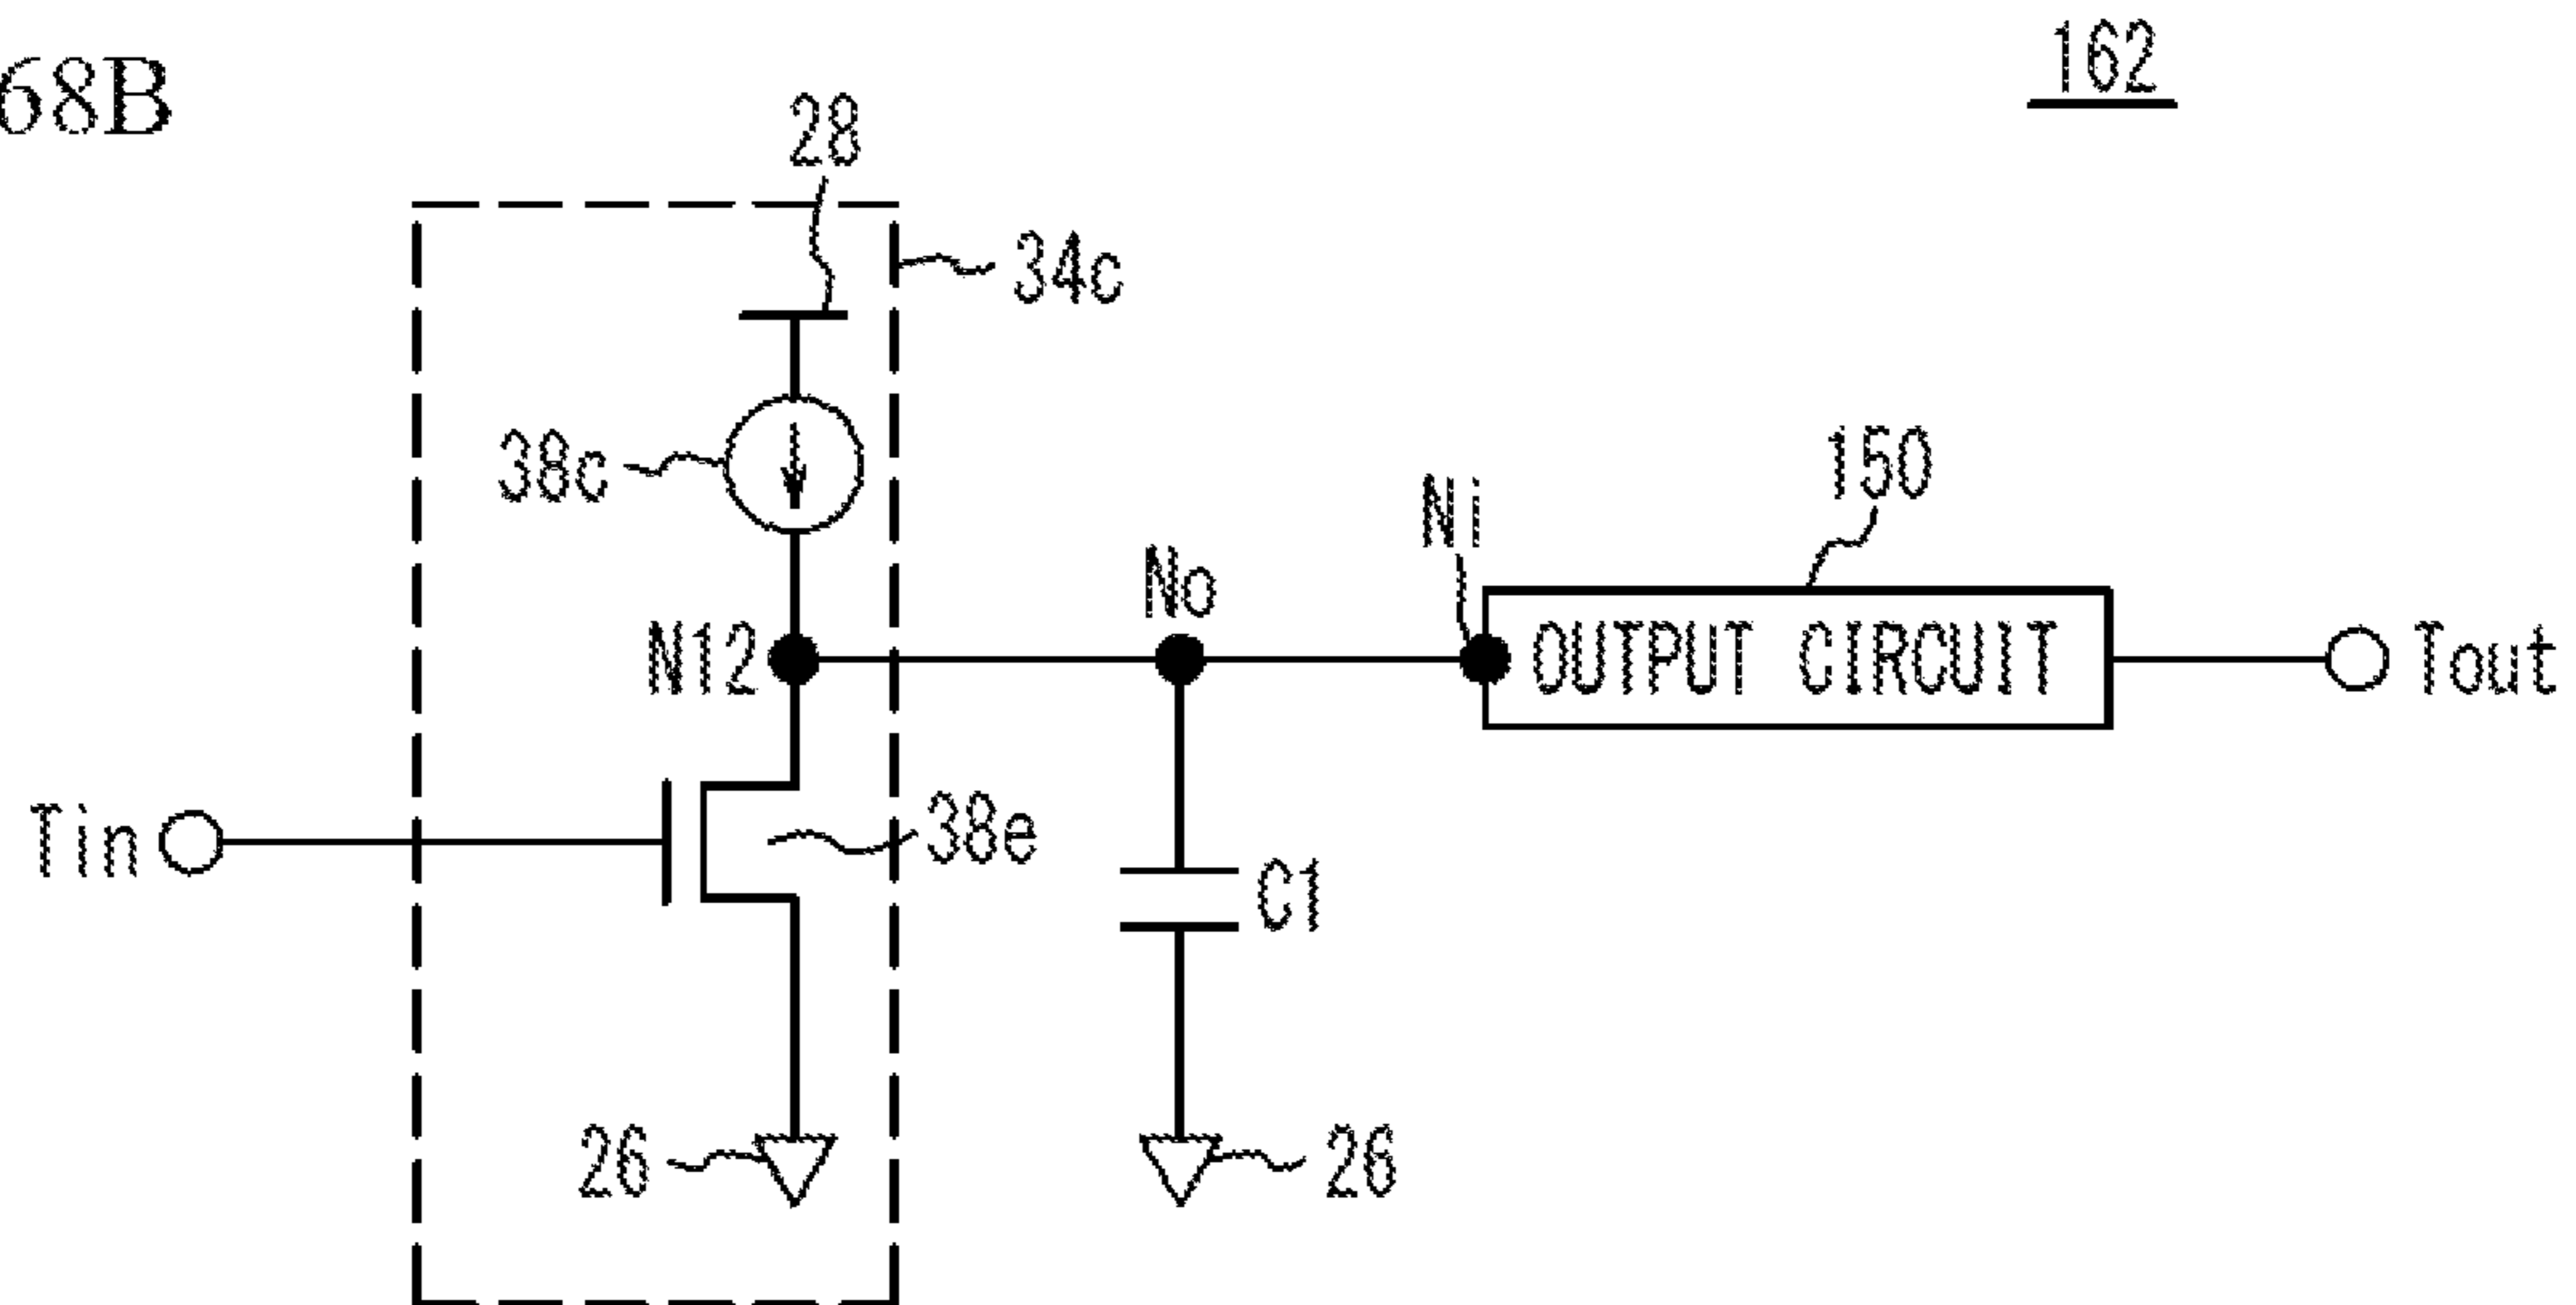 68B
162
28
34c
38c
150
Ni
No
N12
OUTPUT CIRCUIT
Tout
Tin
38e
C1
26
26